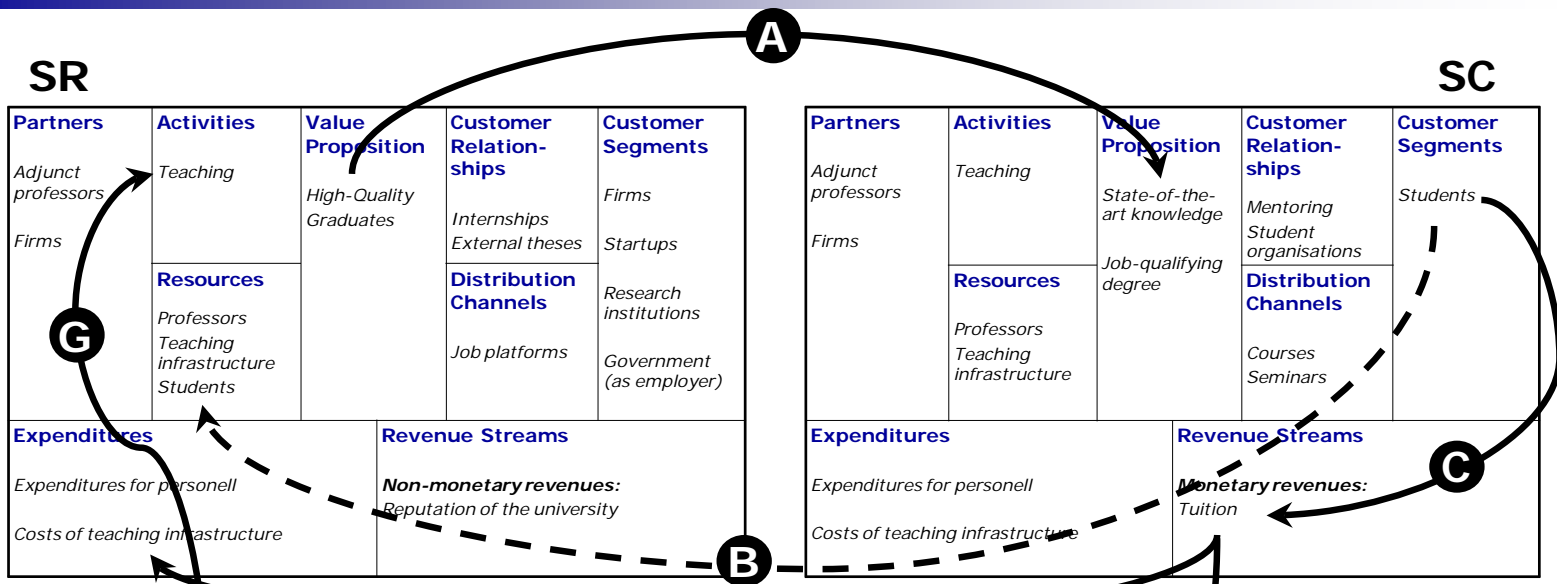 A
SR
SC
Partners
Adjunct
professors
Firms
Activities
Teaching
Resources
Professors
Teaching
infrastructure
Students
Value
Proposition
High-Quality
Graduates
Customer
Relation-
ships
Internships
External theses
Distribution
Channels
Job platforms
Customer
Segments
Firms
Startups
Research
institutions
Government
(as employer)
G
Expenditures
Expenditures for personell
Costs of teaching infrastructure
Revenue Streams
Non-monetary revenues:
Reputation of the university
B
Partners
Adjunct
professors
Firms
Activities
Teaching
Resources
Professors
Teaching
infrastructure
Value
Proposition
State-of-the-
art knowledge
Job-qualifying
degree
Customer
Relation-
ships
Mentoring
Student
organisations
Distribution
Channels
Courses
Seminars
Customer
Segments
Students
Expenditures
Expenditures for personell
Costs of teaching infrastructure
Revenue Streams
Monetary revenues:
Tuition
C